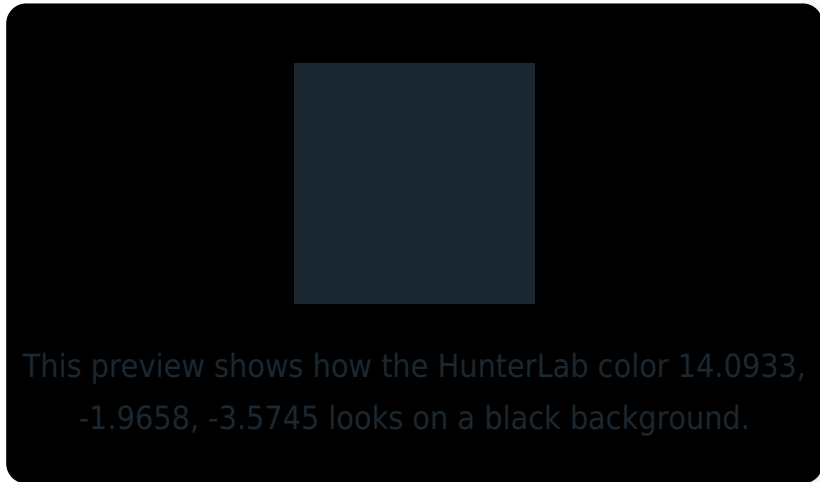 This preview shows how the HunterLab color 14.0933,
-1.9658, -3.5745 looks on a black background.